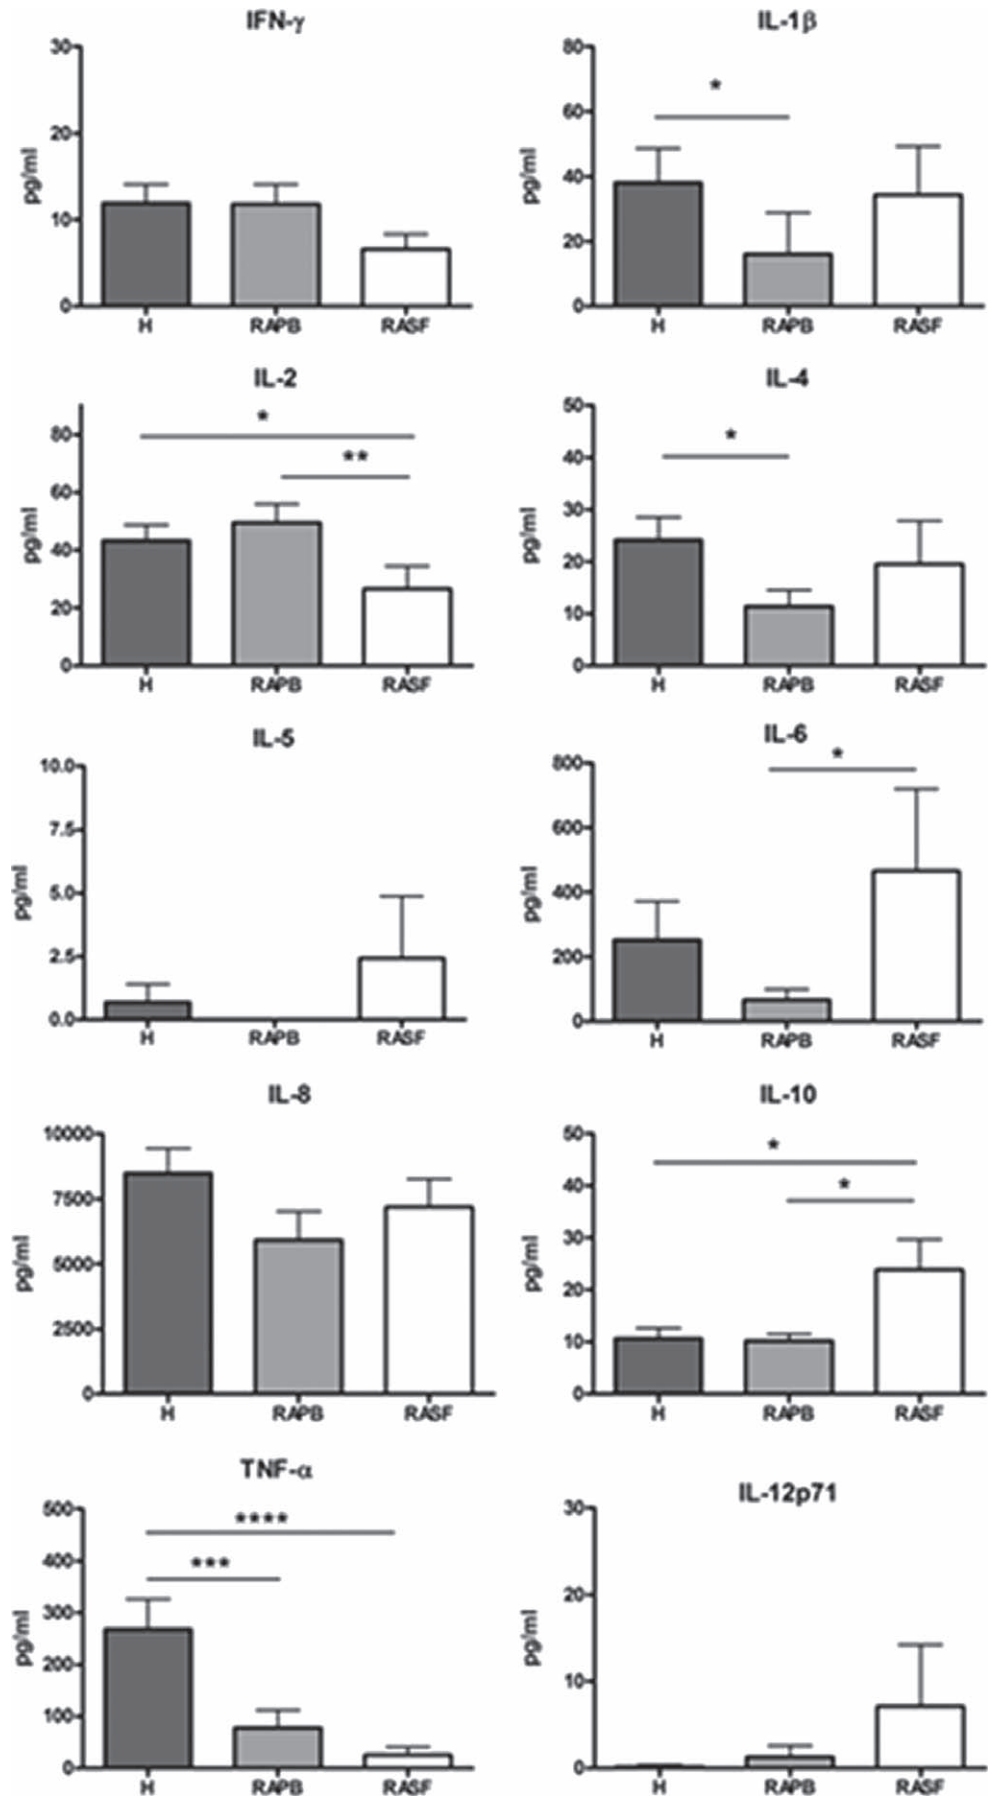 IFN-γ
30
20
10
0
pg/ml
H RAPB RASF
IL-1β
80
60
40
20
0
pg/ml
*
H RAPB RASF
IL-2
80
60
40
20
0
pg/ml
*
**
H RAPB RASF
IL-4
50
40
30
20
10
0
pg/ml
*
H RAPB RASF
IL-5
10.0
7.5
5.0
2.5
0.0
pg/ml
H RAPB RASF
IL-6
800
600
400
200
0
pg/ml
*
H RAPB RASF
IL-8
10000
7500
5000
2500
0
pg/ml
H RAPB RASF
IL-10
50
40
30
20
10
0
pg/ml
*
*
H RAPB RASF
TNF-α
500
400
300
200
100
0
pg/ml
****
***
H RAPB RASF
IL-12p71
30
20
10
0
pg/ml
H RAPB RASF